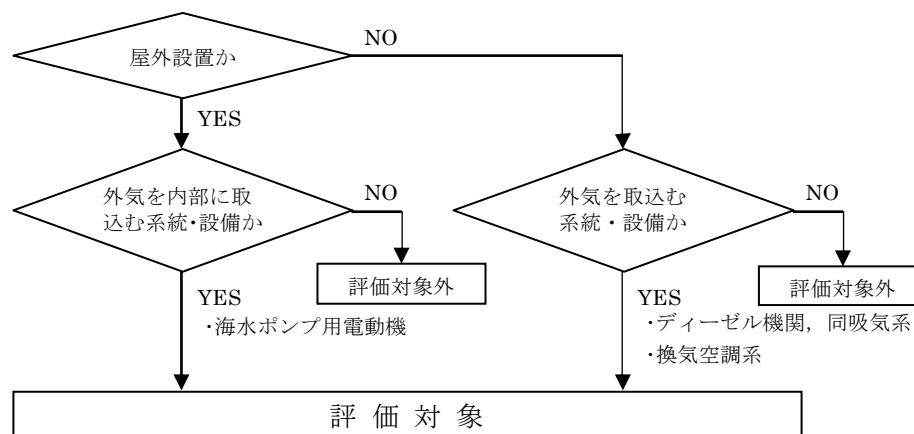 屋外設置か
NO
YES
外気を内部に取
込む系統・設備か
NO
外気を取込む
系統・設備か
NO
評価対象外
評価対象外
YES
・海水ポンプ用電動機
YES
・ディーゼル機関，同吸気系
・換気空調系
評 価 対 象